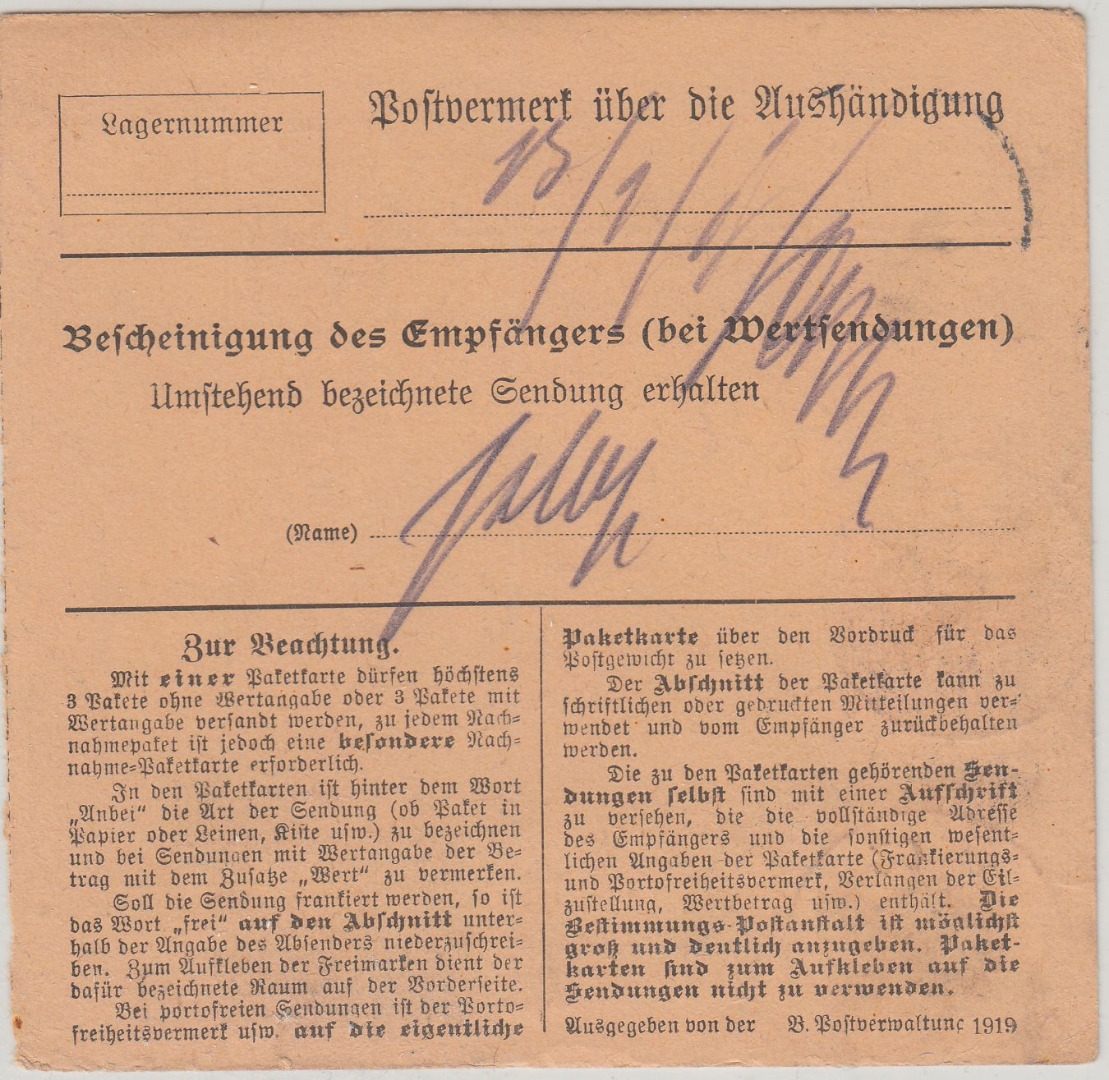 Lagernummer
Postvermerk über die Aushändigung
Bescheinigung des Empfängers (bei Wertsendungen)
Umstehend bezeichnete Sendung erhalten
(Name)
Zur Beachtung.
Mit einer Paketkarte dürfen höchstens
3 Pakete ohne Wertangabe oder 3 Pakete mit
Wertangabe versandt werden, zu jedem Nach-
nahmepaket ist jedoch eine besondere Nach-
nahme-Paketkarte erforderlich.
In den Paketkarten ist hinter dem Wort
„Anbei“ die Art der Sendung (ob Paket in
Papier oder Leinen, Kiste usw.) zu bezeichnen
und bei Sendungen mit Wertangabe der Be-
trag mit dem Zusatze „Wert“ zu vermerken.
Soll die Sendung frankiert werden, so ist
das Wort „frei“ auf den Abschnitt unter-
halb der Angabe des Absenders niederzuschrei-
ben. Zum Aufkleben der Freimarken dient der
dafür bezeichnete Raum auf der Vorderseite.
Bei portofreien Sendungen ist der Porto-
freiheitsvermerk usw. auf die eigentliche
Paketkarte über den Vordruck für das
Postgewicht zu setzen.
Der Abschnitt der Paketkarte kann zu
schriftlichen oder gedruckten Mitteilungen ver-
wendet und vom Empfänger zurückbehalten
werden.
Die zu den Paketkarten gehörenden Sen-
dungen selbst sind mit einer Aufschrift
zu versehen, die die vollständige Adresse
des Empfängers und die sonstigen wesent-
lichen Angaben der Paketkarte (Frankierungs-
und Portofreiheitsvermerk, Verlangen der Eil-
zustellung, Wertbetrag usw.) enthält. Die
Bestimmungs-Postanstalt ist möglichst
groß und deutlich anzugeben. Paket-
karten sind zum Aufkleben auf die
Sendungen nicht zu verwenden.
Ausgegeben von der B. Postverwaltung 1919